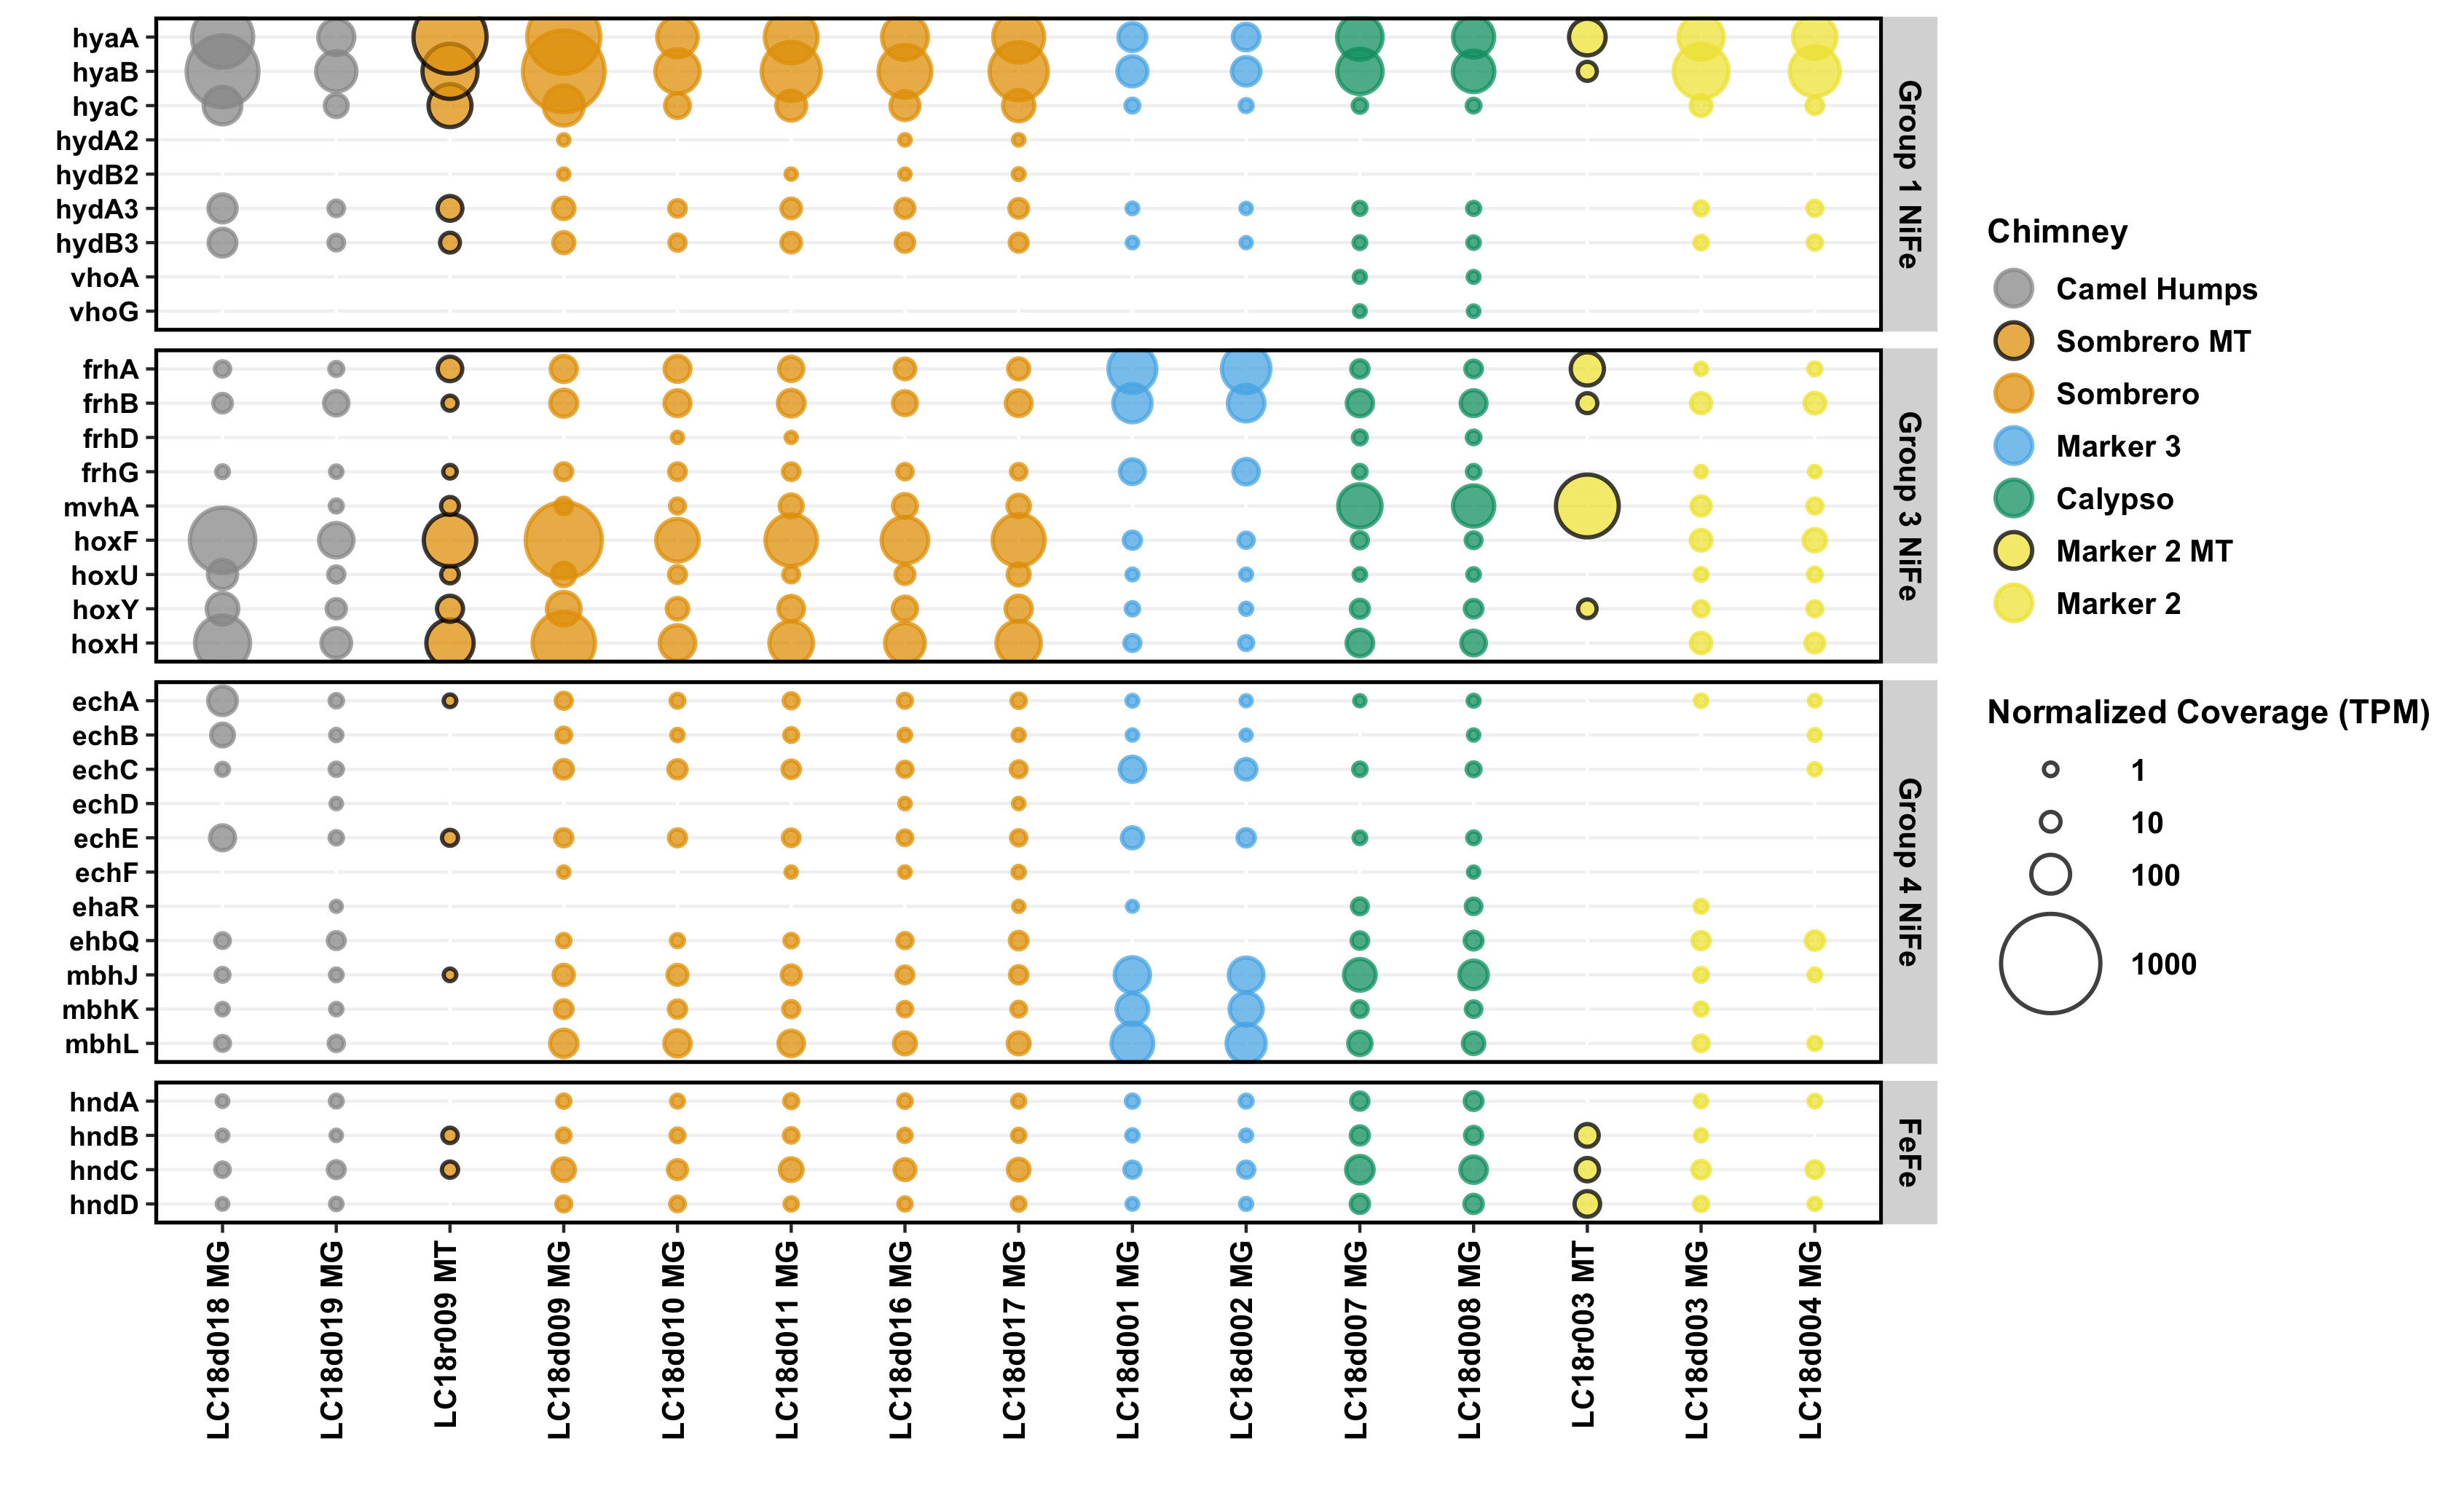 hyaA
hyaB
hyaC
hydA2
hydB2
hydA3
hydB3
vhoA
vhoG
Group 1 NiFe
frhA
frhB
frhD
frhG
mvhA
hoxF
hoxU
hoxY
hoxH
Group 3 NiFe
echA
echB
echC
echD
echE
echF
ehaR
ehbQ
mbhJ
mbhK
mbhL
Group 4 NiFe
hndA
hndB
hndC
hndD
FeFe
LC18d018 MG
LC18d019 MG
LC18r009 MT
LC18d009 MG
LC18d010 MG
LC18d011 MG
LC18d016 MG
LC18d017 MG
LC18d001 MG
LC18d002 MG
LC18d007 MG
LC18d008 MG
LC18r003 MT
LC18d003 MG
LC18d004 MG
Chimney
Camel Humps
Sombrero MT
Sombrero
Marker 3
Calypso
Marker 2 MT
Marker 2
Normalized Coverage (TPM)
1
10
100
1000